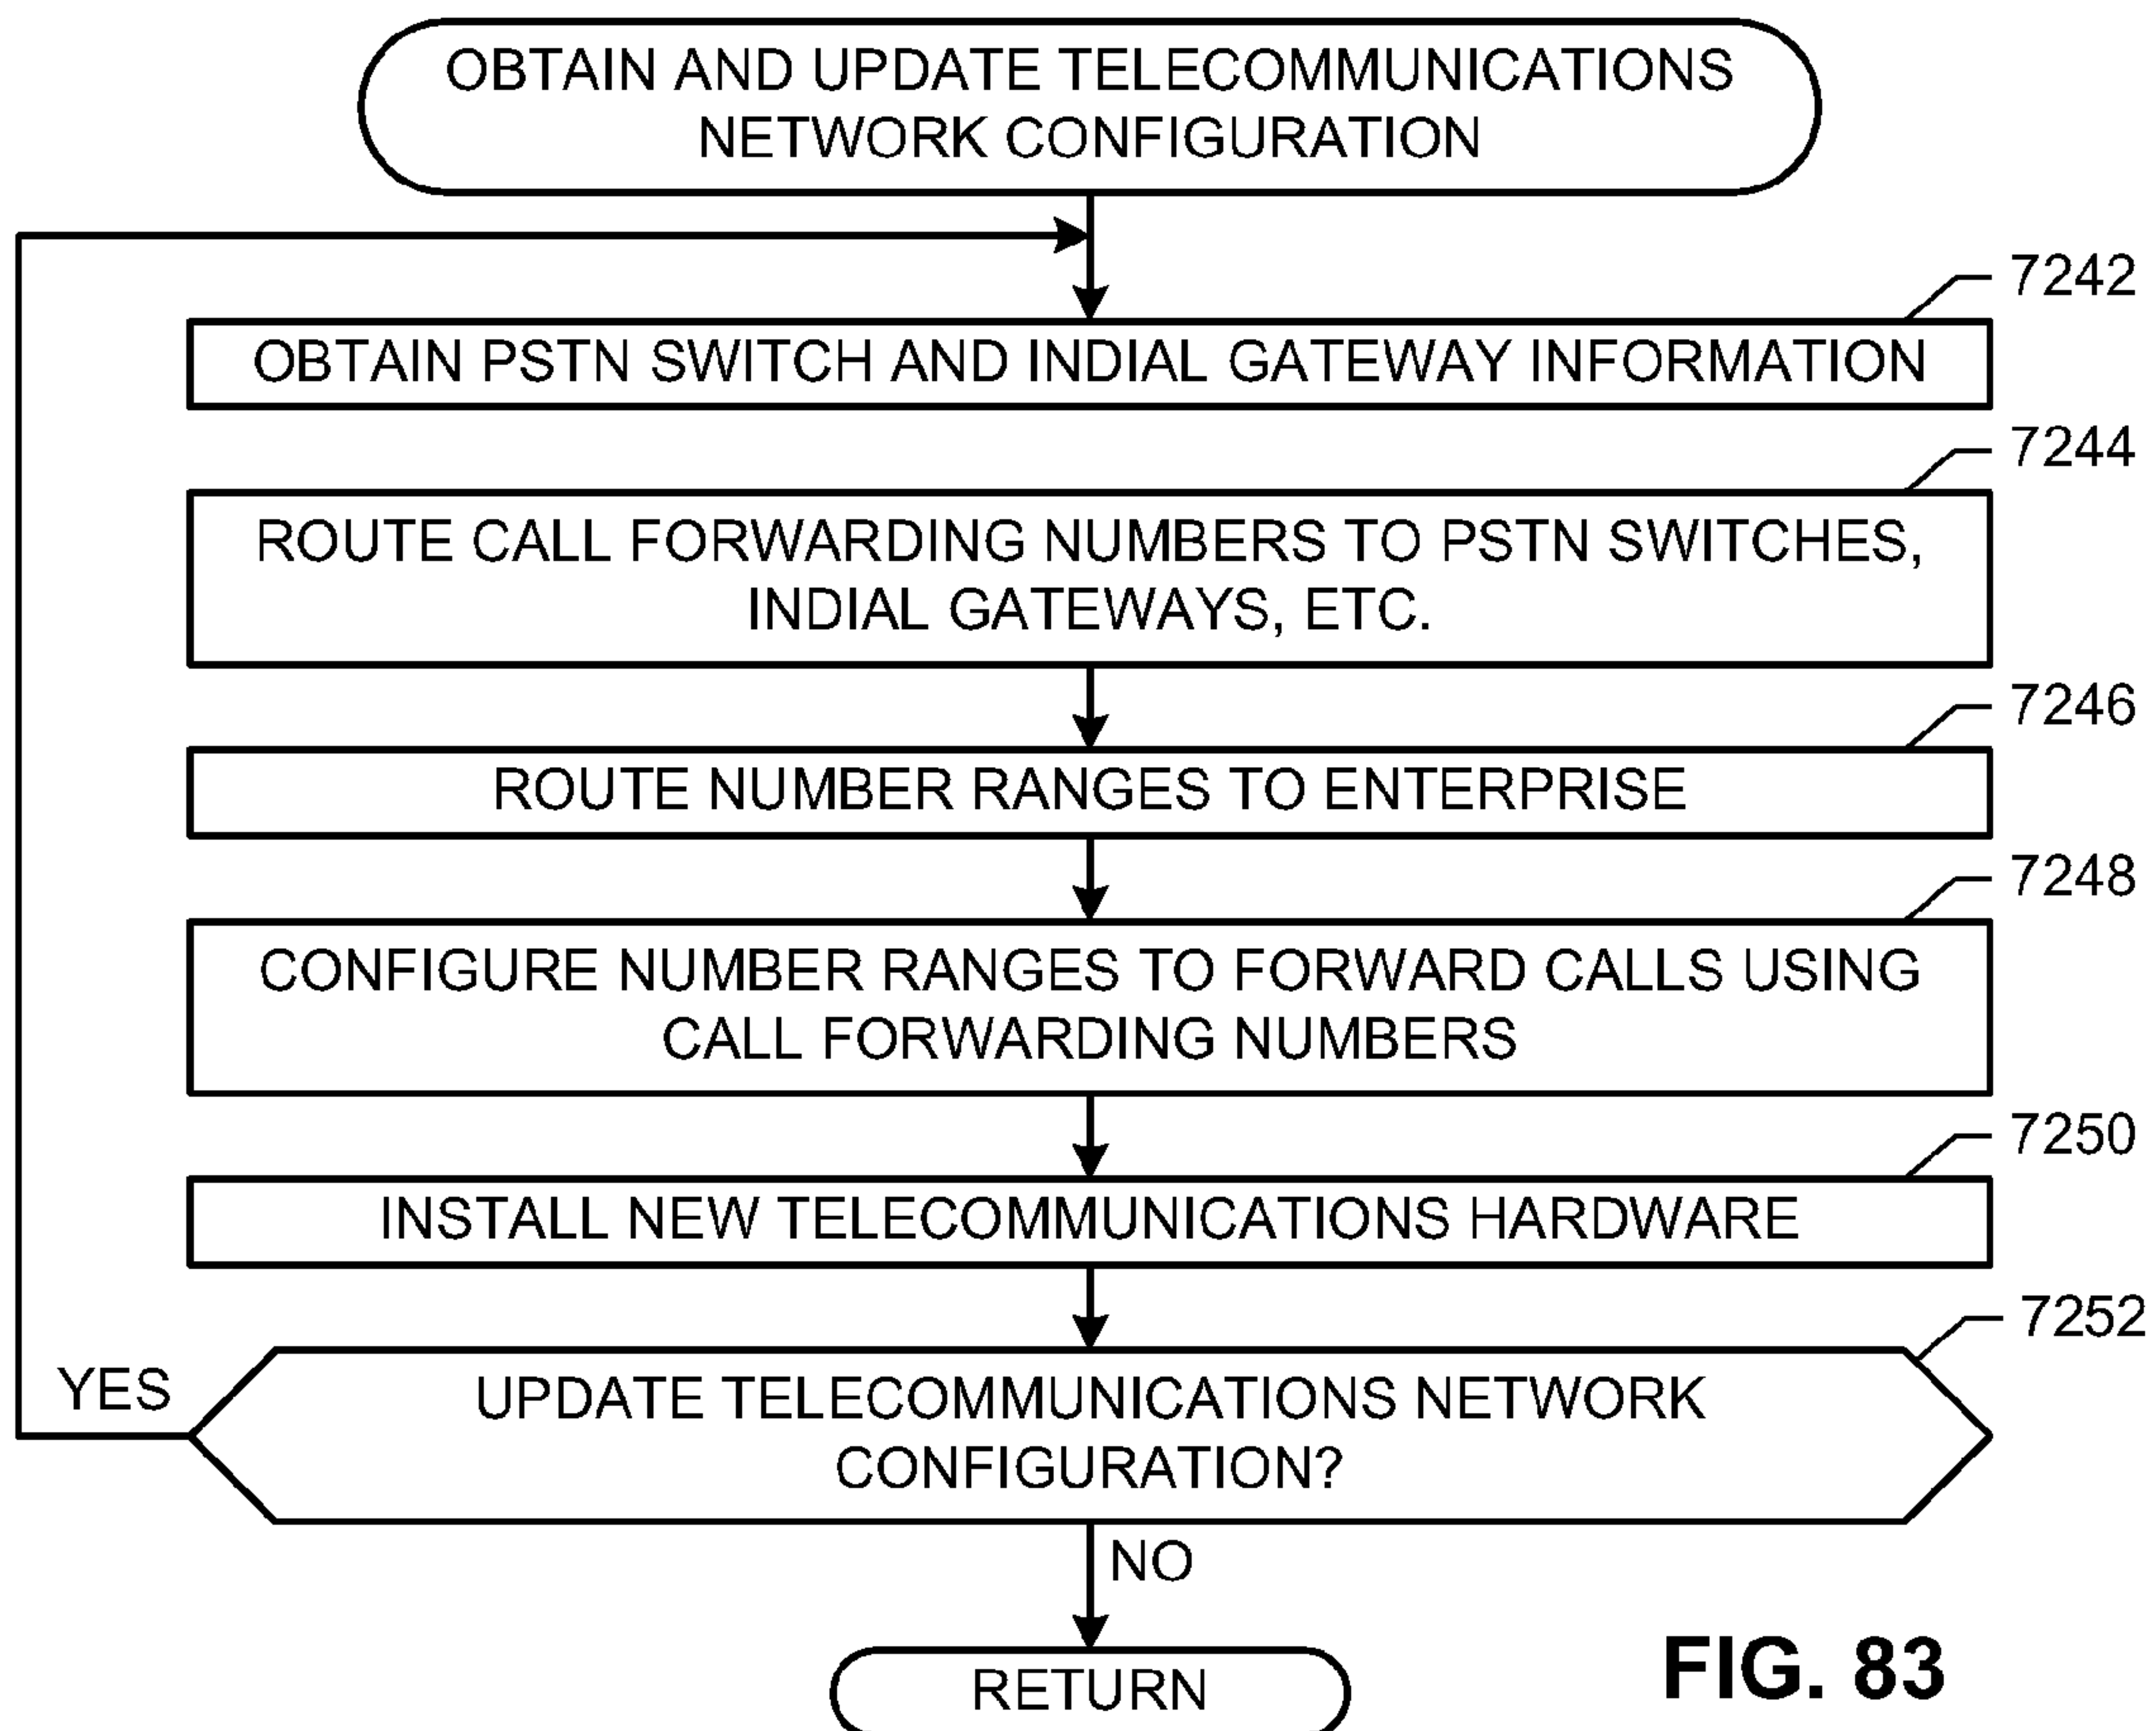 OBTAIN AND UPDATE TELECOMMUNICATIONS
NETWORK CONFIGURATION
7242
OBTAIN PSTN SWITCH AND INDIAL GATEWAY INFORMATION
7244
ROUTE CALL FORWARDING NUMBERS TO PSTN SWITCHES,
INDIAL GATEWAYS, ETC.
7246
ROUTE NUMBER RANGES TO ENTERPRISE
7248
CONFIGURE NUMBER RANGES TO FORWARD CALLS USING
CALL FORWARDING NUMBERS
7250
INSTALL NEW TELECOMMUNICATIONS HARDWARE
7252
YES
UPDATE TELECOMMUNICATIONS NETWORK
CONFIGURATION?
NO
RETURN
FIG. 83